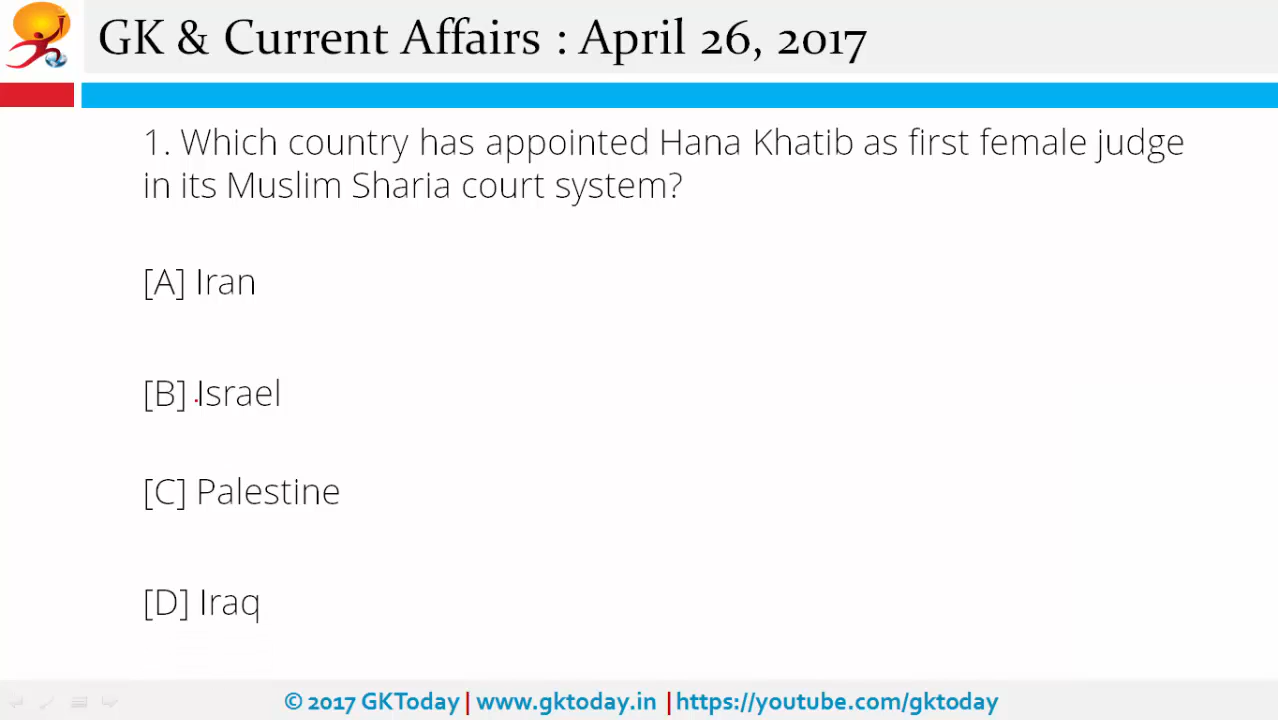 GK & Current Affairs : April 26, 2017
1. Which country has appointed Hana Khatib as first female judge
in its Muslim Sharia court system?
[A] Iran
[B] Israel
[C] Palestine
[D] Iraq
© 2017 GKToday | www.gktoday.in | https://youtube.com/gktoday